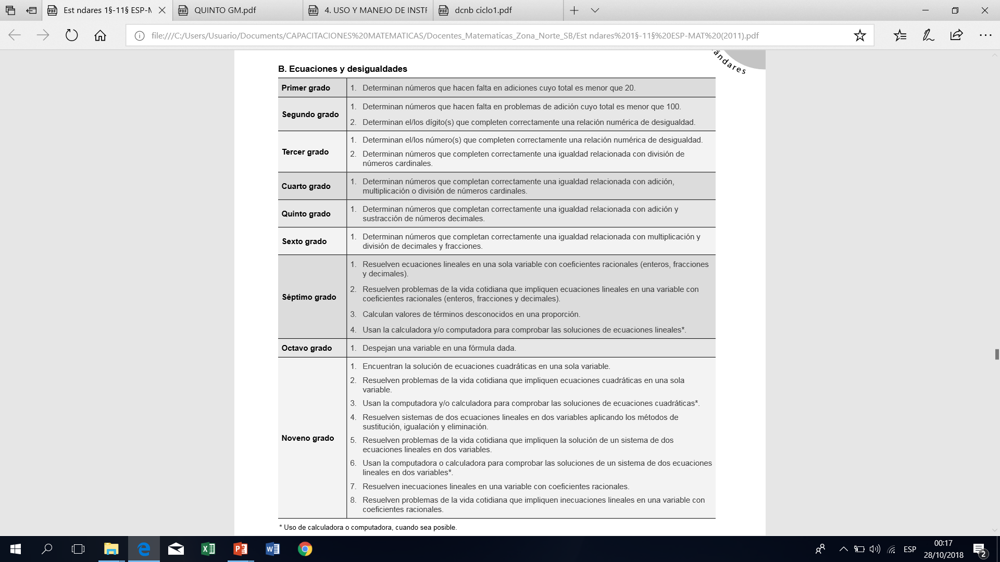 Est ndares 1§-11§ ESP-M
QUINTO GM.pdf
4. USO Y MANEJO DE INSTF
dcnb ciclo1.pdf
file:///C:/Users/Usuario/Documents/CAPACITACIONES%20MATEMATICAS/Docentes_Matematicas_Zona_Norte_SB/Est ndares%201§-11§%20ESP-MAT%20(2011).pdf
ándares
B. Ecuaciones y desigualdades
Primer grado
1. Determinan números que hacen falta en adiciones cuyo total es menor que 20.
Segundo grado
1. Determinan números que hacen falta en problemas de adición cuyo total es menor que 100.
2. Determinan el/los dígito(s) que completen correctamente una relación numérica de desigualdad.
Tercer grado
1. Determinan el/los número(s) que completen correctamente una relación numérica de desigualdad.
2. Determinan números que completen correctamente una igualdad relacionada con división de
números cardinales.
Cuarto grado
1. Determinan números que completan correctamente una igualdad relacionada con adición,
multiplicación o división de números cardinales.
Quinto grado
1. Determinan números que completan correctamente una igualdad relacionada con adición y
sustracción de números decimales.
Sexto grado
1. Determinan números que completan correctamente una igualdad relacionada con multiplicación y
división de decimales y fracciones.
Séptimo grado
1. Resuelven ecuaciones lineales en una sola variable con coeficientes racionales (enteros, fracciones
y decimales).
2. Resuelven problemas de la vida cotidiana que impliquen ecuaciones lineales en una variable con
coeficientes racionales (enteros, fracciones y decimales).
3. Calculan valores de términos desconocidos en una proporción.
4. Usan la calculadora y/o computadora para comprobar las soluciones de ecuaciones lineales*.
Octavo grado
1. Despejan una variable en una fórmula dada.
Noveno grado
1. Encuentran la solución de ecuaciones cuadráticas en una sola variable.
2. Resuelven problemas de la vida cotidiana que impliquen ecuaciones cuadráticas en una sola
variable.
3. Usan la computadora y/o calculadora para comprobar las soluciones de ecuaciones cuadráticas*.
4. Resuelven sistemas de dos ecuaciones lineales en dos variables aplicando los métodos de
sustitución, igualación y eliminación.
5. Resuelven problemas de la vida cotidiana que impliquen la solución de un sistema de dos
ecuaciones lineales en dos variables.
6. Usan la computadora o calculadora para comprobar las soluciones de un sistema de dos ecuaciones
lineales en dos variables*.
7. Resuelven inecuaciones lineales en una variable con coeficientes racionales.
8. Resuelven problemas de la vida cotidiana que impliquen inecuaciones lineales en una variable con
coeficientes racionales.
* Uso de calculadora o computadora, cuando sea posible.
ESP
00:17
28/10/2018
2